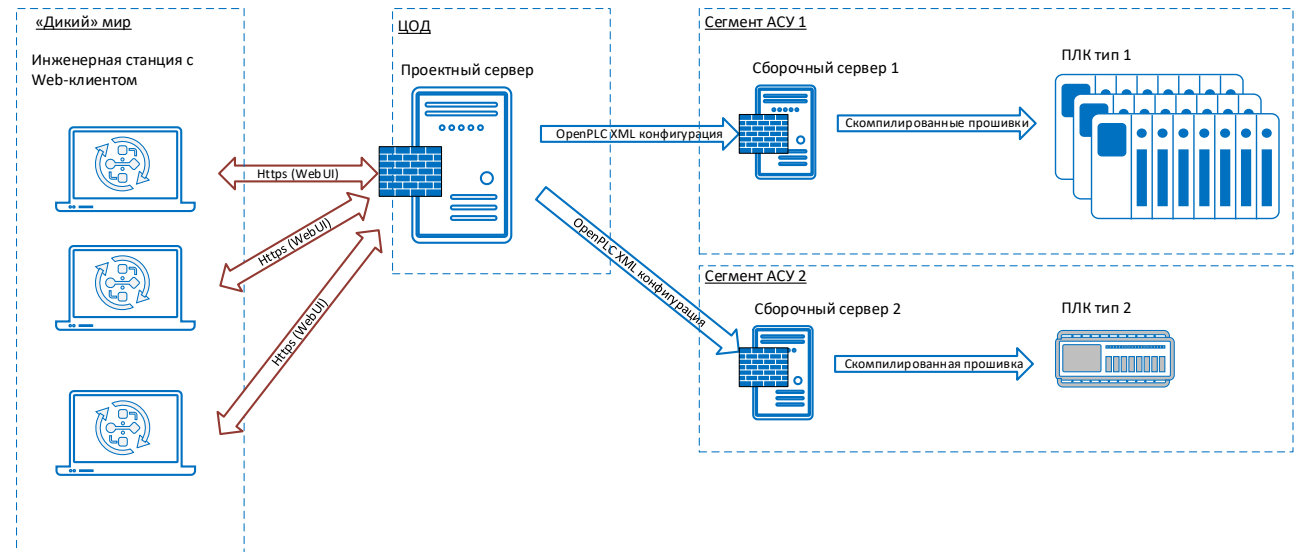 «Дикий» мир
Инженерная станция с
Web-клиентом
Https (WebUI)
Https (WebUI)
Https (WebUI)
ЦОД
Проектный сервер
OpenPLC XML конфигурация
OpenPLC XML конфигурация
Сегмент АСУ 1
Сборочный сервер 1
Скомпилированные прошивки
ПЛК тип 1
Сегмент АСУ 2
Сборочный сервер 2
Скомпилированная прошивка
ПЛК тип 2